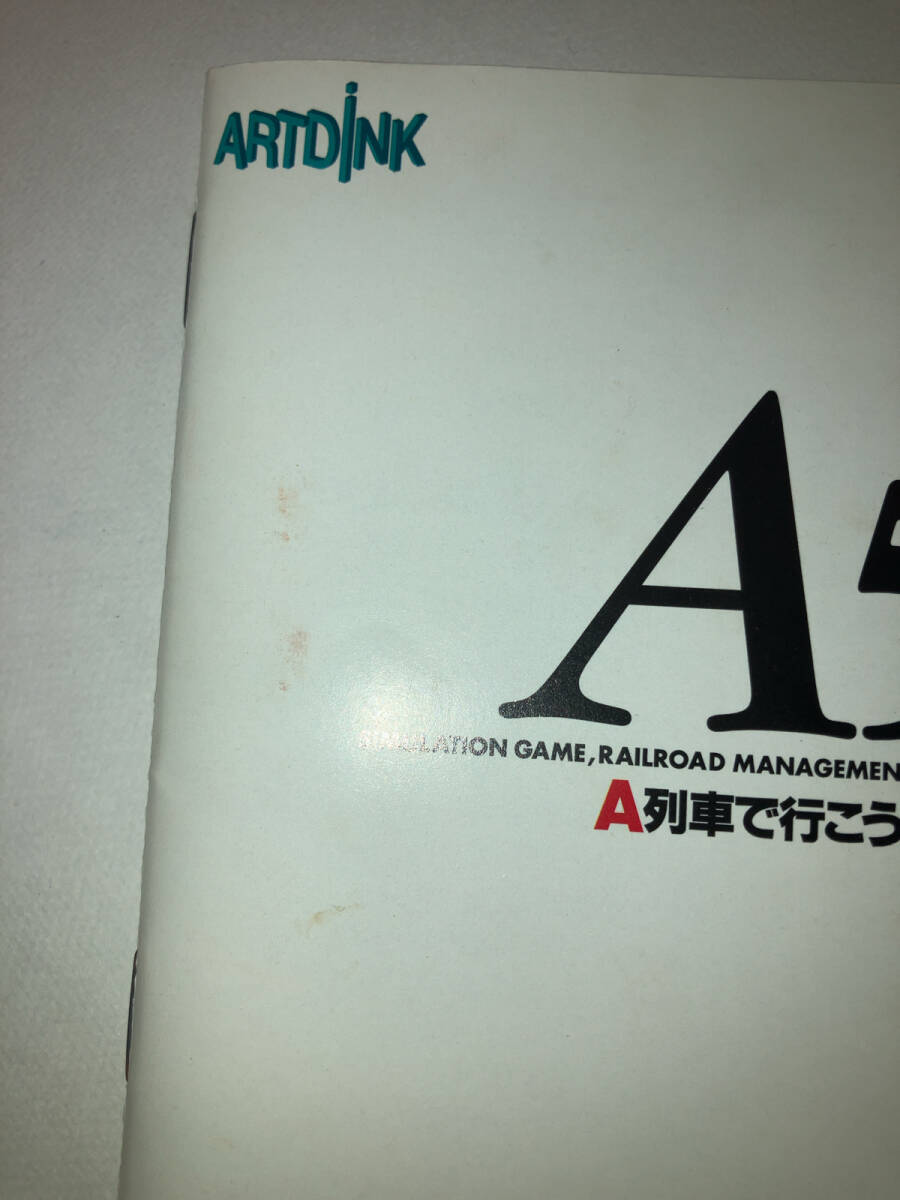 ARTDINK
A
SIMULATION GAME, RAILROAD MANAGEMEN
A列車で行こう